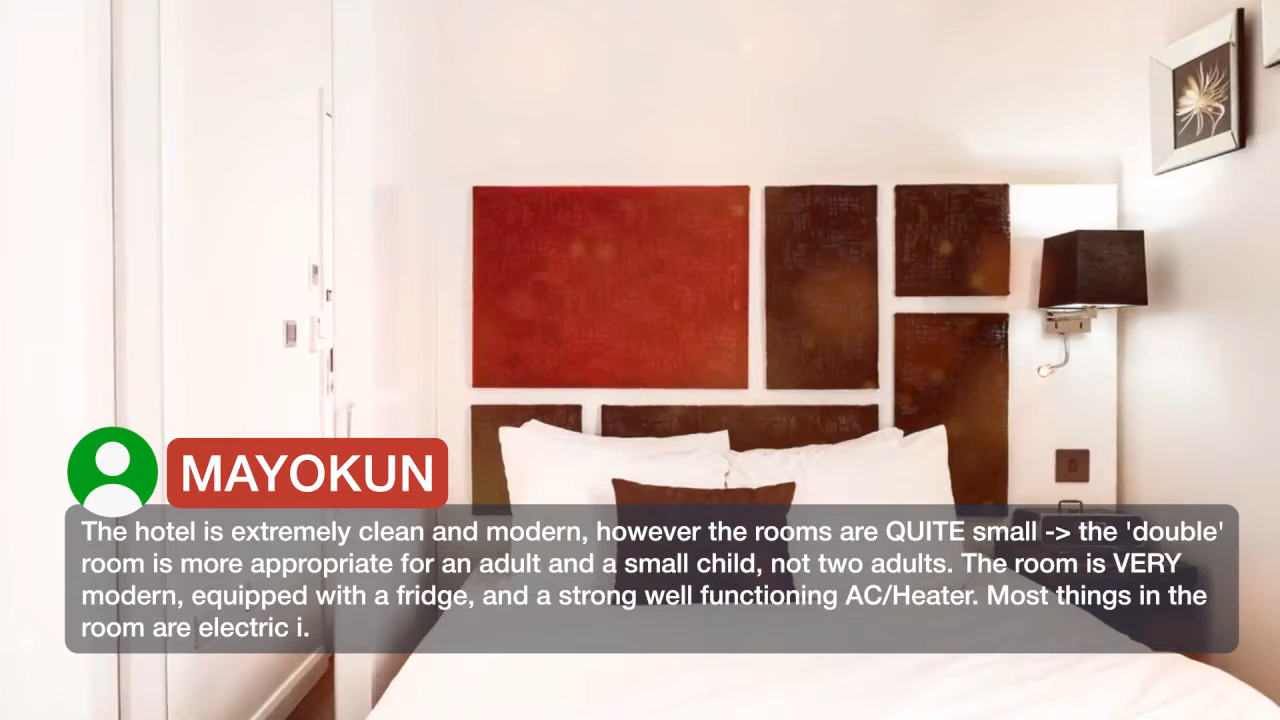 MAYOKUN
The hotel is extremely clean and modern, however the rooms are QUITE small -> the 'double'
room is more appropriate for an adult and a small child, not two adults. The room is VERY
modern, equipped with a fridge, and a strong well functioning AC/Heater. Most things in the
room are electric i.